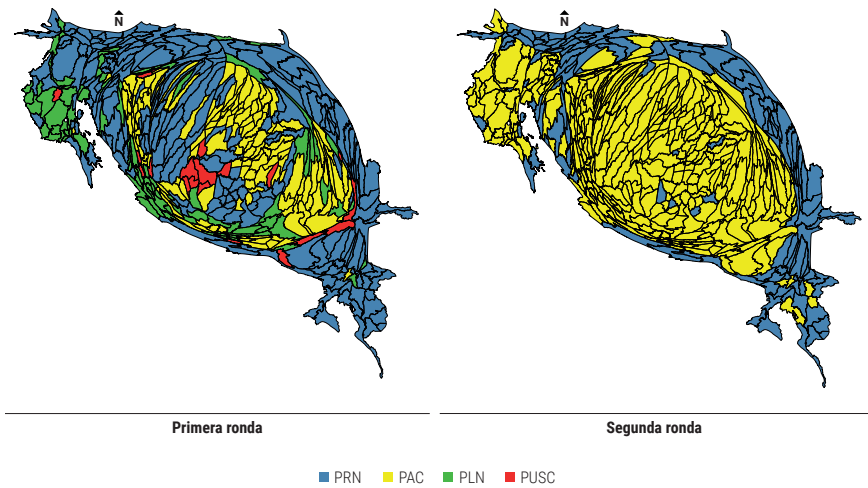 N
N
Primera ronda
Segunda ronda
PRN PAC PLN PUSC